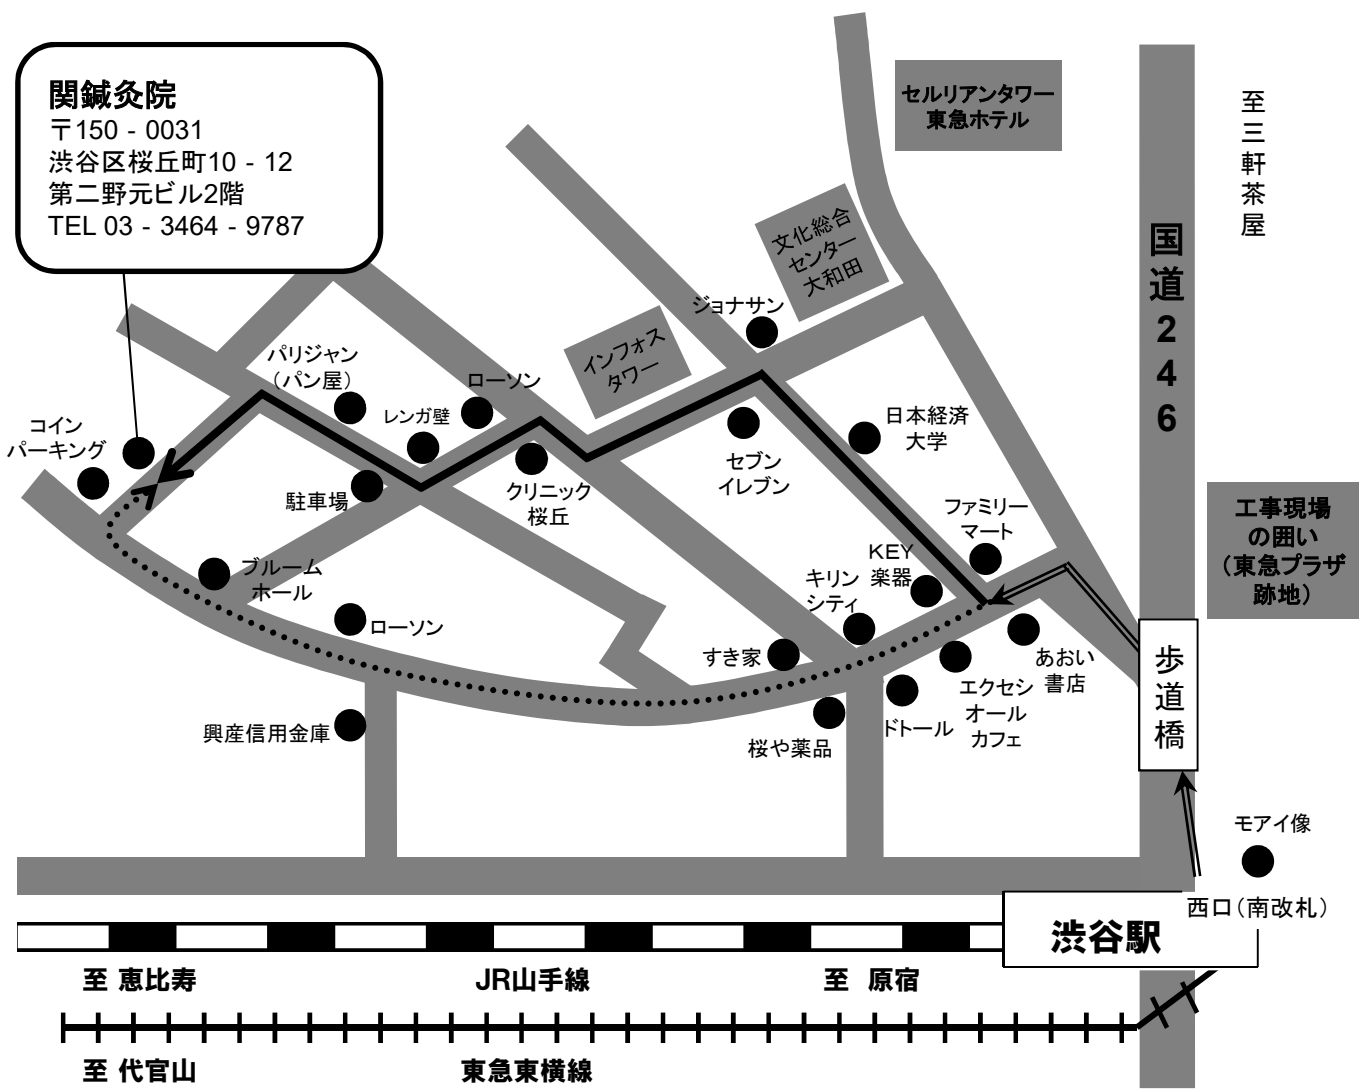 関鍼灸院
〒150 - 0031
渋谷区桜丘町10 - 12
第二野元ビル2階
TEL 03 - 3464 - 9787
セルリアンタワー
東急ホテル
至三軒茶屋
国道246
文化総合
センター
大和田
ジョナサン
インフォス
タワー
パリジャン
（パン屋）
ローソン
レンガ壁
コイン
パーキング
駐車場
クリニック
桜丘
セブン
イレブン
日本経済
大学
ファミリー
マート
工事現場
の囲い
（東急プラザ
跡地）
KEY
楽器
キリン
シティ
ブルーム
ホール
ローソン
すき家
あおい
書店
歩道橋
エクセシ
オール
カフェ
ドトール
桜や薬品
興産信用金庫
モアイ像
西口（南改札）
渋谷駅
至 恵比寿
JR山手線
至 原宿
至 代官山
東急東横線